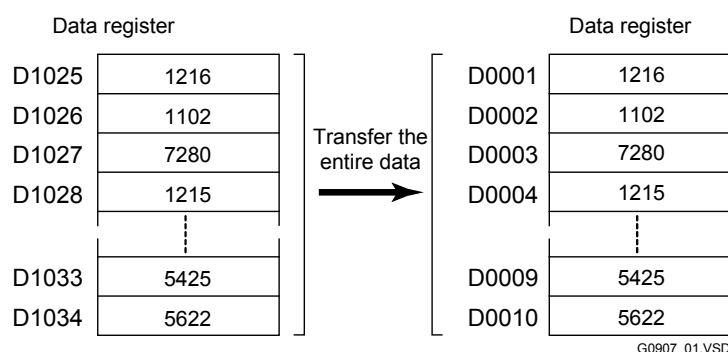 Data register Data register
D1025 1216 D0001 1216
D1026 1102 D0002 1102
D1027 7280 Transfer the entire data D0003 7280
D1028 1215 D0004 1215
D1033 5425 D0009 5425
D1034 5622 D0010 5622
G0907_01.VSD